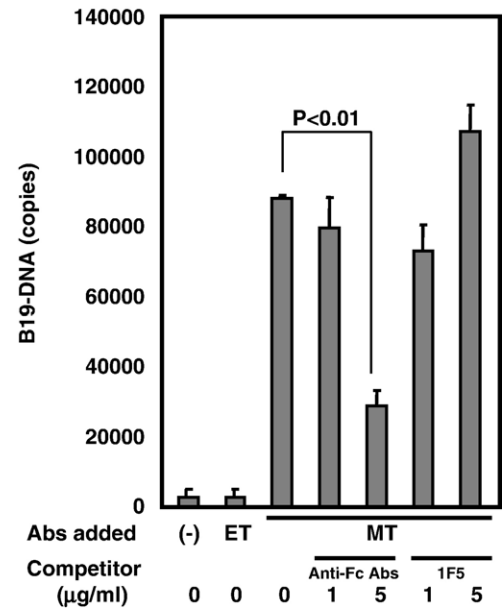 140000
120000
100000
80000
60000
40000
20000
0
B19-DNA (copies)
P<0.01
Abs added (-) ET MT
Competitor Anti-Fc Abs 1F5
(μg/ml) 0 0 0 1 5 1 5